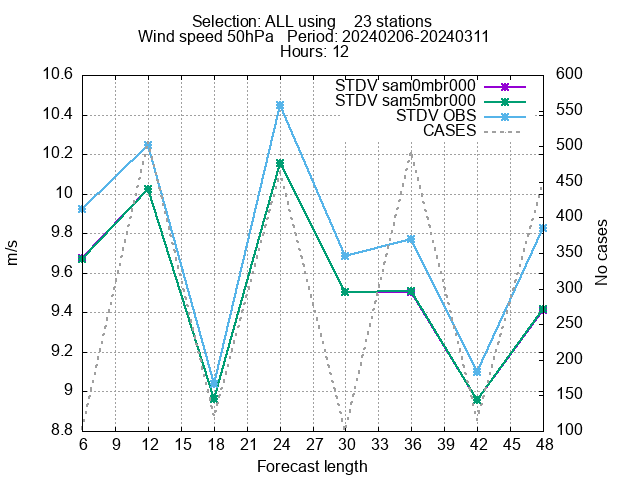 Selection: ALL using    23 stations
Wind speed 50hPa   Period: 20240206-20240311
Hours: 12
STDV sam0mbr000
STDV sam5mbr000
STDV OBS
CASES
10.6
10.4
10.2
10
9.8
9.6
9.4
9.2
9
8.8
m/s
600
550
500
450
400
350
300
250
200
150
100
No cases
6 9 12 15 18 21 24 27 30 33 36 39 42 45 48
Forecast length